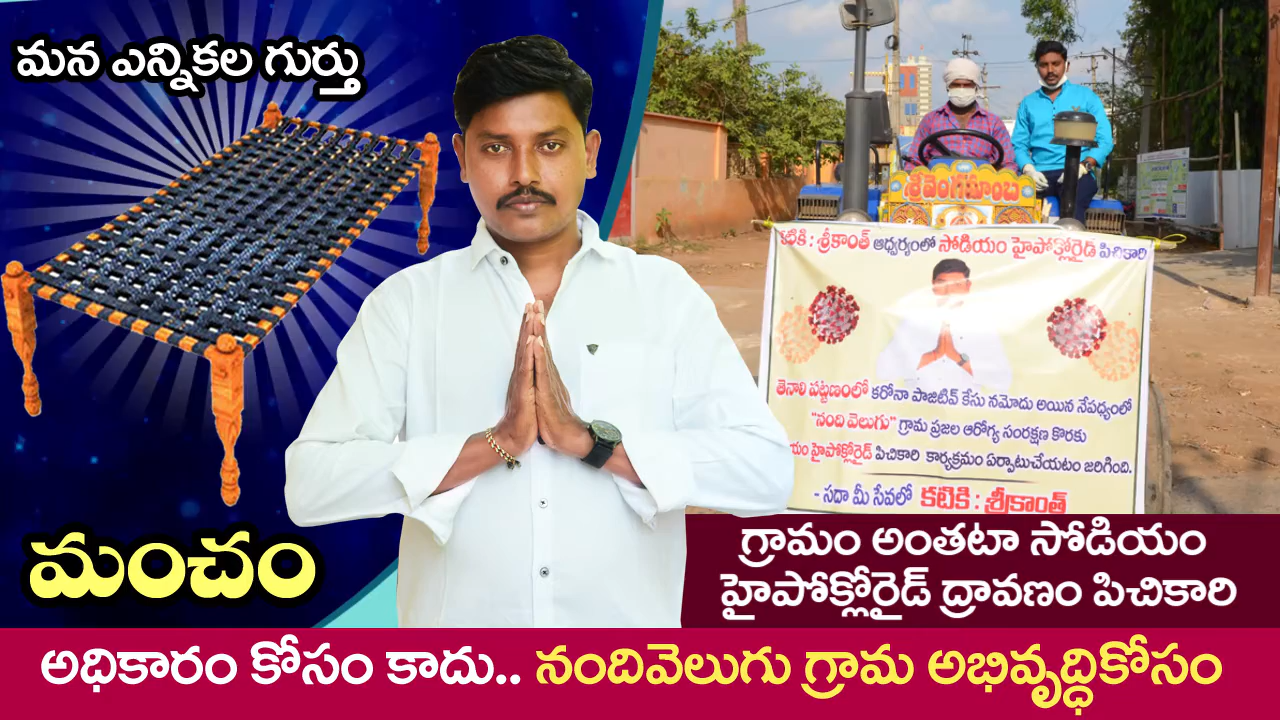 మన ఎన్నికల గుర్తు
మంచం
శ్రీవెంగమాంబ
కటికి : శ్రీకాంత్ ఆధ్వర్యంలో సోడియం హైపోక్లోరైడ్ పిచికారి
తెనాలి పట్టణంలో కరోనా పాజిటివ్ కేసు నమోదు అయిన నేపధ్యంలో
"నంది వెలుగు" గ్రామ ప్రజల ఆరోగ్య సంరక్షణ కొరకు
యం హైపోక్లోరైడ్ పిచికారి కార్యక్రమం ఏర్పాటుచేయటం జరిగింది.
- సదా మీ సేవలో కటికి : శ్రీకాంత్
గ్రామం అంతటా సోడియం
హైపోక్లోరైడ్ ద్రావణం పిచికారి
అధికారం కోసం కాదు.. నందివెలుగు గ్రామ అభివృద్ధికోసం